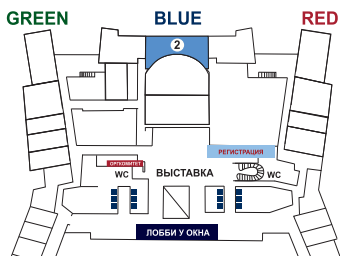 GREEN BLUE RED
2
РЕГИСТРАЦИЯ
ОРГКОМИТЕТ
WC ВЫСТАВКА WC
ЛОББИ У ОКНА